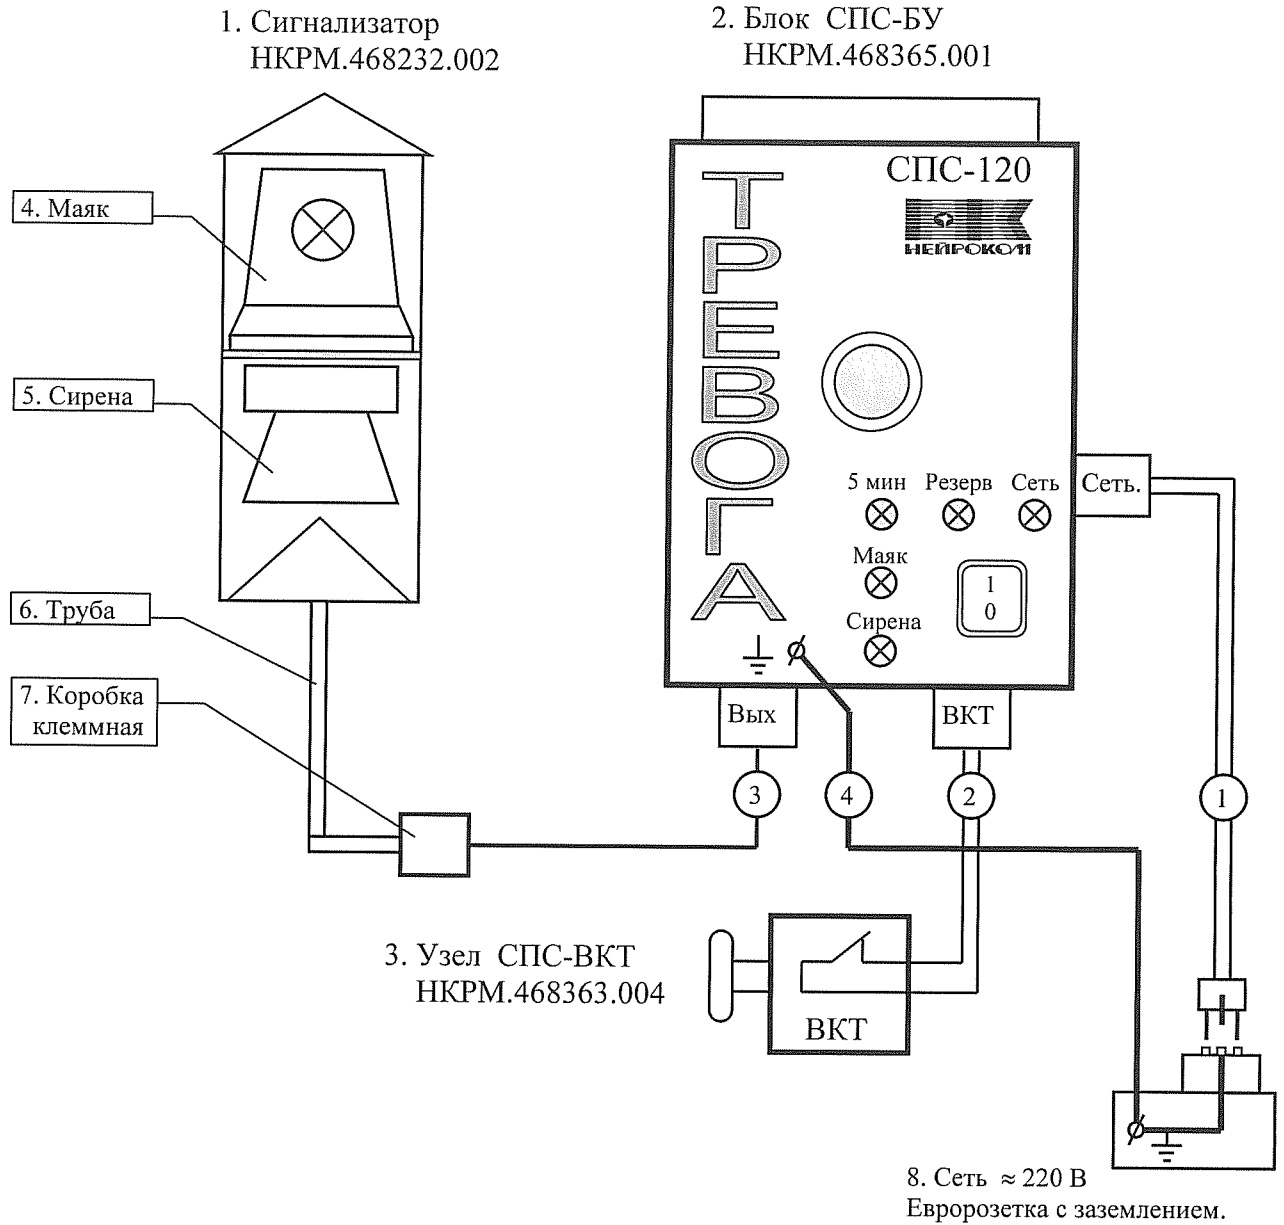 1. Сигнализатор
НКРМ.468232.002
2. Блок СПС-БУ
НКРМ.468365.001
4. Маяк
5. Сирена
6. Труба
7. Коробка
клеммная
ТРЕВОГА
СПС-120
НЕЙРОКОМ
5 мин Резерв Сеть
Сеть.
Маяк
1
0
Сирена
Вых
ВКТ
3
4
2
1
3. Узел СПС-ВКТ
НКРМ.468363.004
ВКТ
8. Сеть ≈ 220 В
Евророзетка с заземлением.